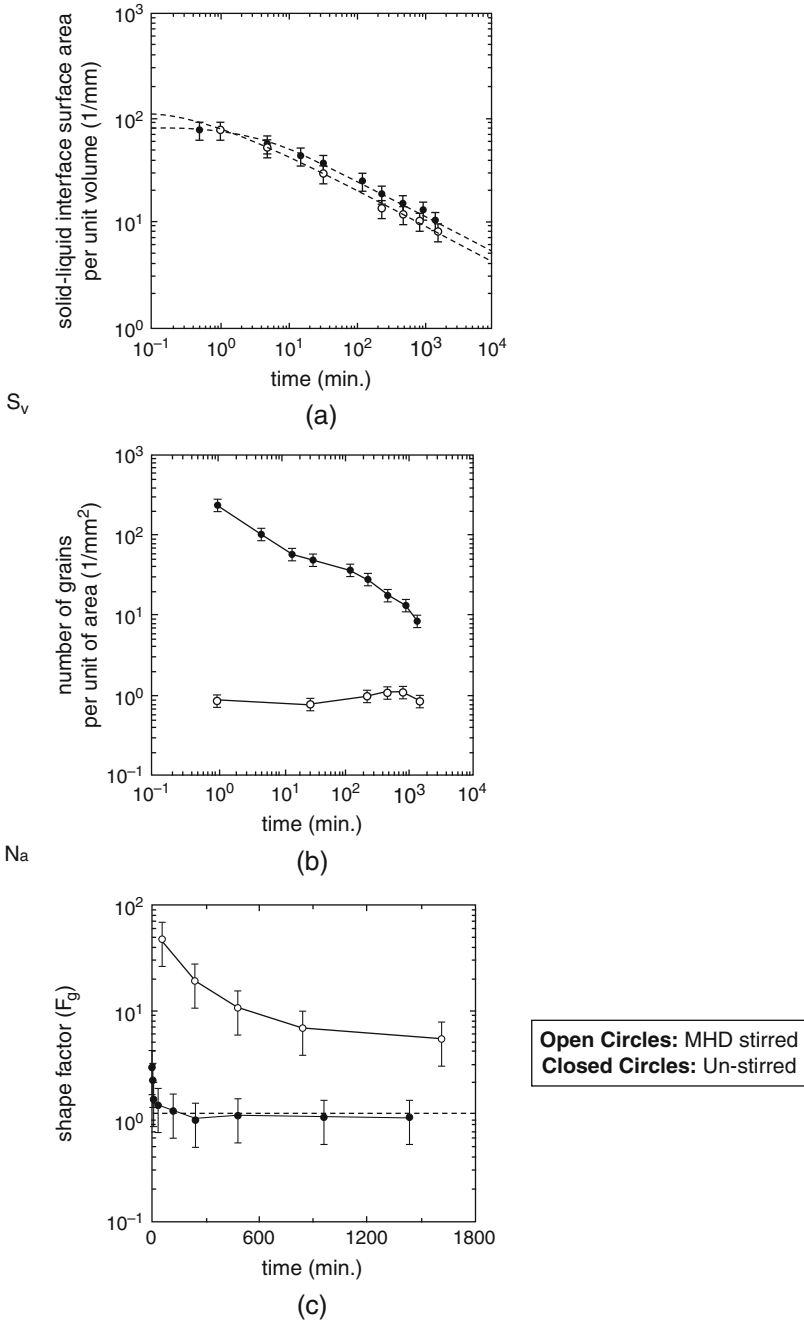 solid-liquid interface surface area
per unit volume (1/mm)
10³
10²
10¹
10⁰
10⁻¹ 10⁰ 10¹ 10² 10³ 10⁴
time (min.)
Sᵥ
(a)
number of grains
per unit of area (1/mm²)
10³
10²
10¹
10⁰
10⁻¹
10⁻¹ 10⁰ 10¹ 10² 10³ 10⁴
time (min.)
Nₐ
(b)
shape factor (F_g)
10²
10¹
10⁰
10⁻¹
0 600 1200 1800
time (min.)
(c)
Open Circles: MHD stirred
Closed Circles: Un-stirred